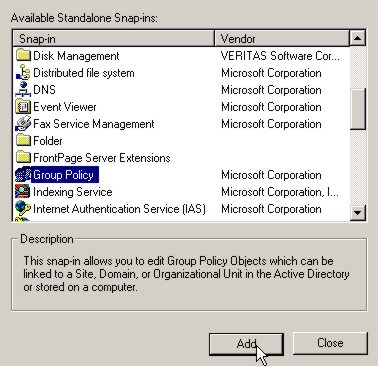 Available Standalone Snap-ins:
Snap-in Vendor
Disk Management VERITAS Software Cor...
Distributed file system Microsoft Corporation
DNS Microsoft Corporation
Event Viewer Microsoft Corporation
Fax Service Management Microsoft Corporation
Folder
FrontPage Server Extensions
Group Policy Microsoft Corporation
Indexing Service Microsoft Corporation, I...
Internet Authentication Service (IAS) Microsoft Corporation
Description
This snap-in allows you to edit Group Policy Objects which can be
linked to a Site, Domain, or Organizational Unit in the Active Directory
or stored on a computer.
Add Close